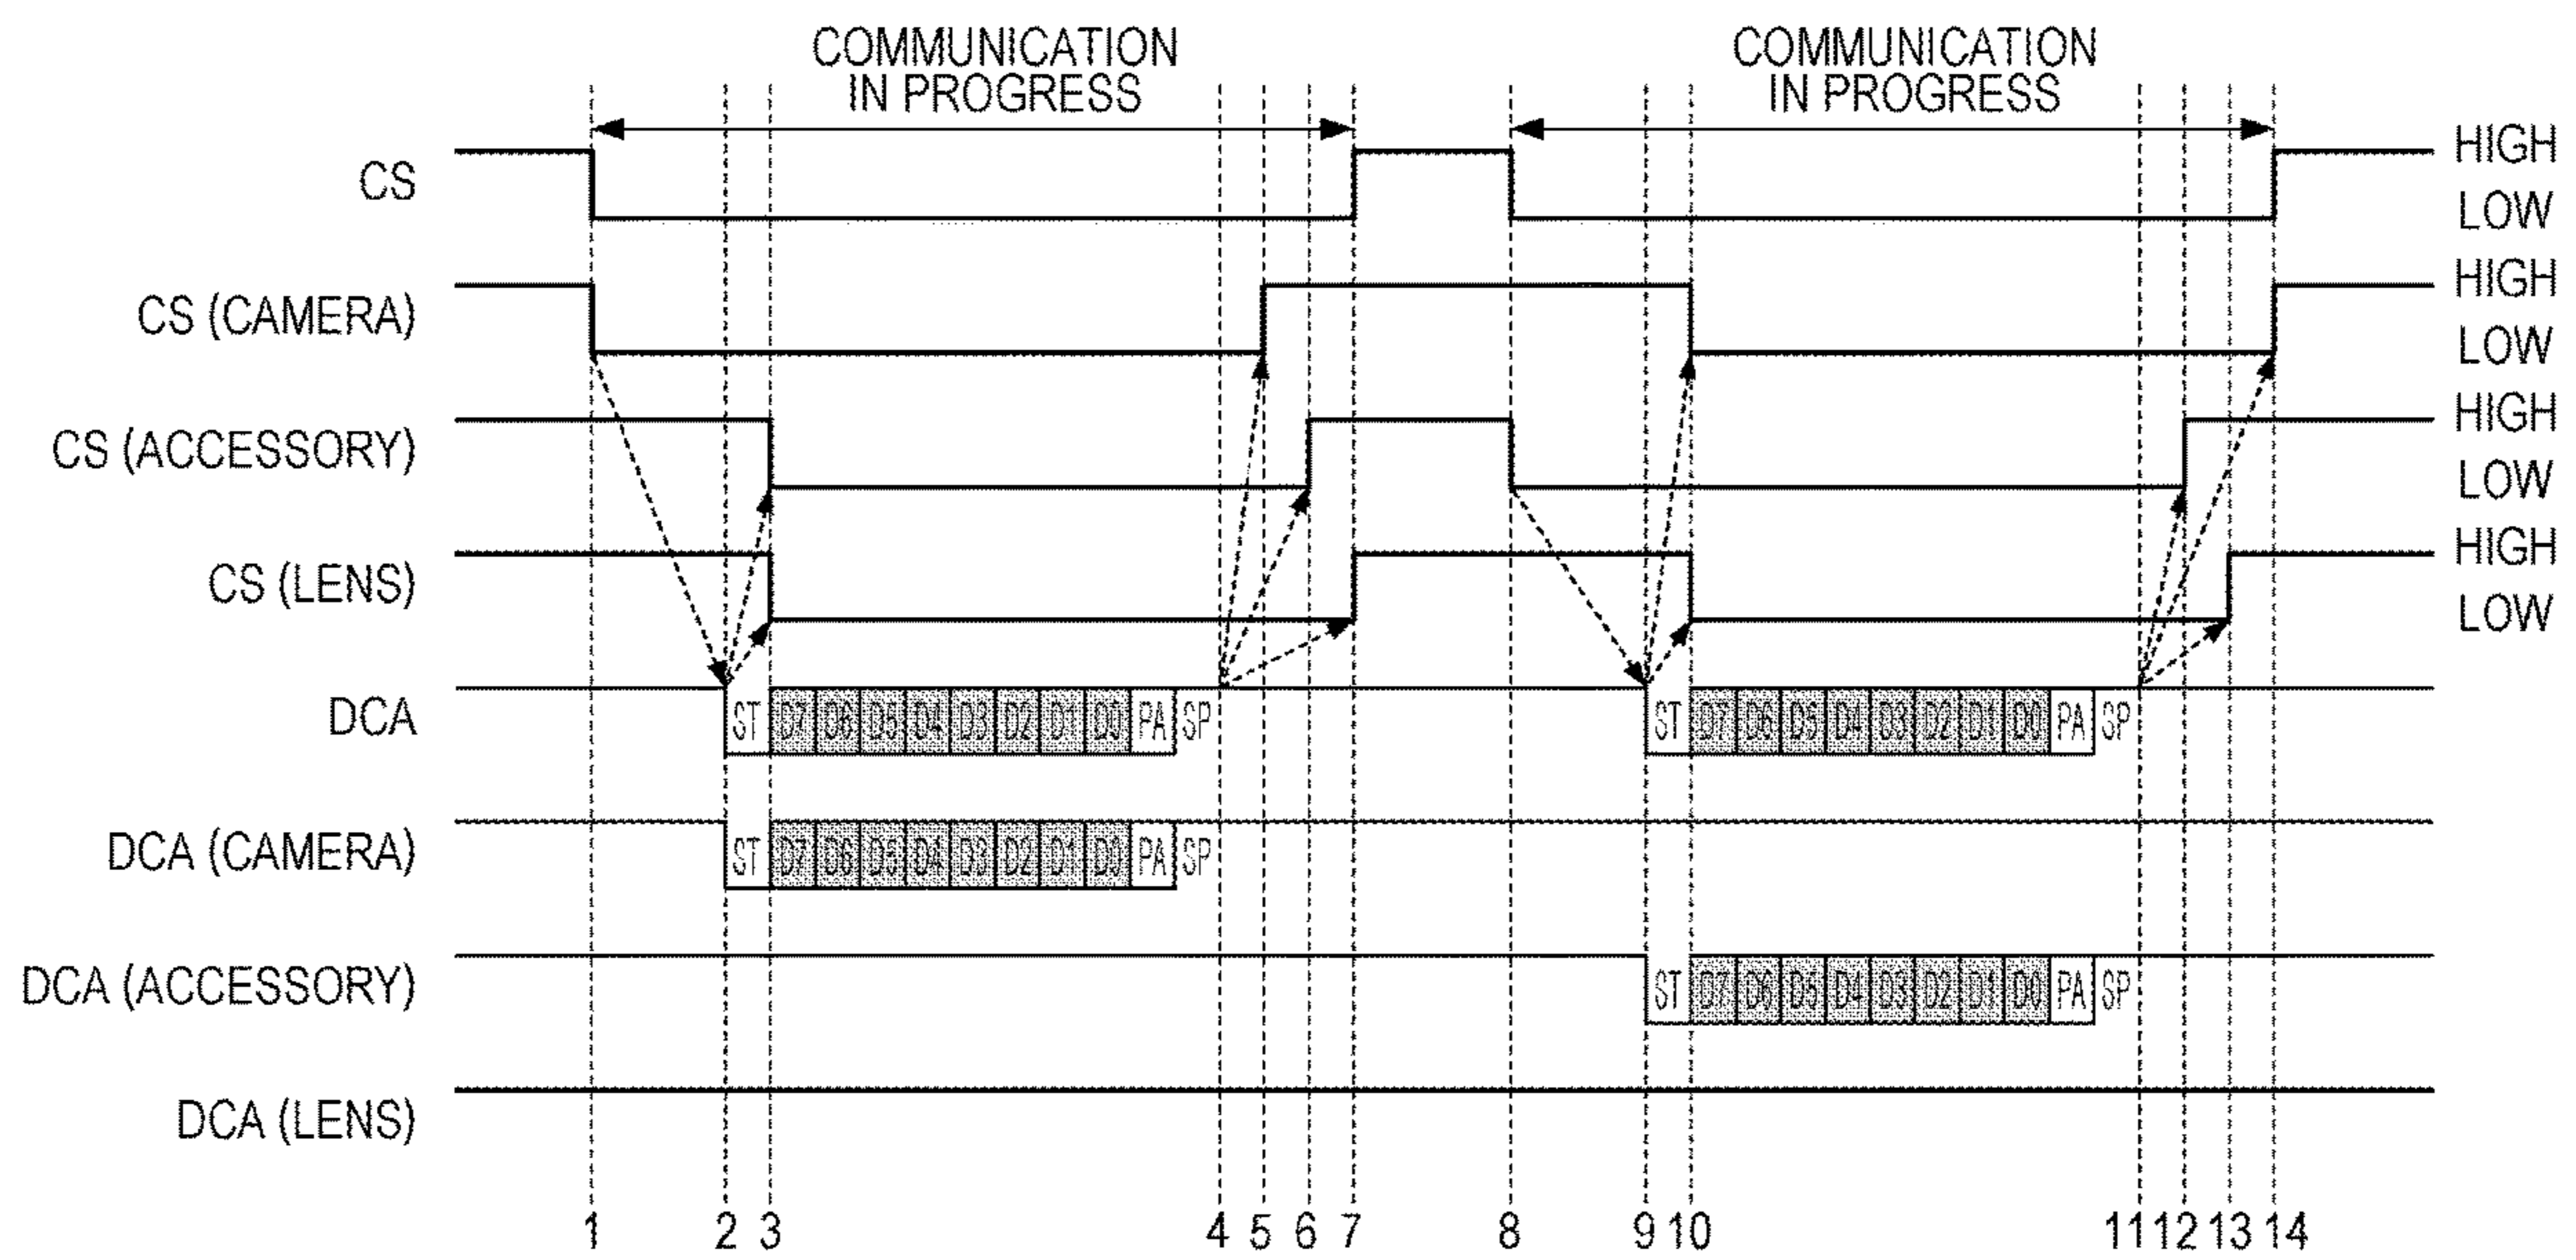 COMMUNICATION
IN PROGRESS
COMMUNICATION
IN PROGRESS
CS
HIGH
LOW
CS (CAMERA)
HIGH
LOW
CS (ACCESSORY)
HIGH
LOW
CS (LENS)
HIGH
LOW
DCA
ST D7 D6 D5 D4 D3 D2 D1 D0 PA SP
ST D7 D6 D5 D4 D3 D2 D1 D0 PA SP
DCA (CAMERA)
ST D7 D6 D5 D4 D3 D2 D1 D0 PA SP
DCA (ACCESSORY)
ST D7 D6 D5 D4 D3 D2 D1 D0 PA SP
DCA (LENS)
1 2 3 4 5 6 7 8 9 10 11 12 13 14